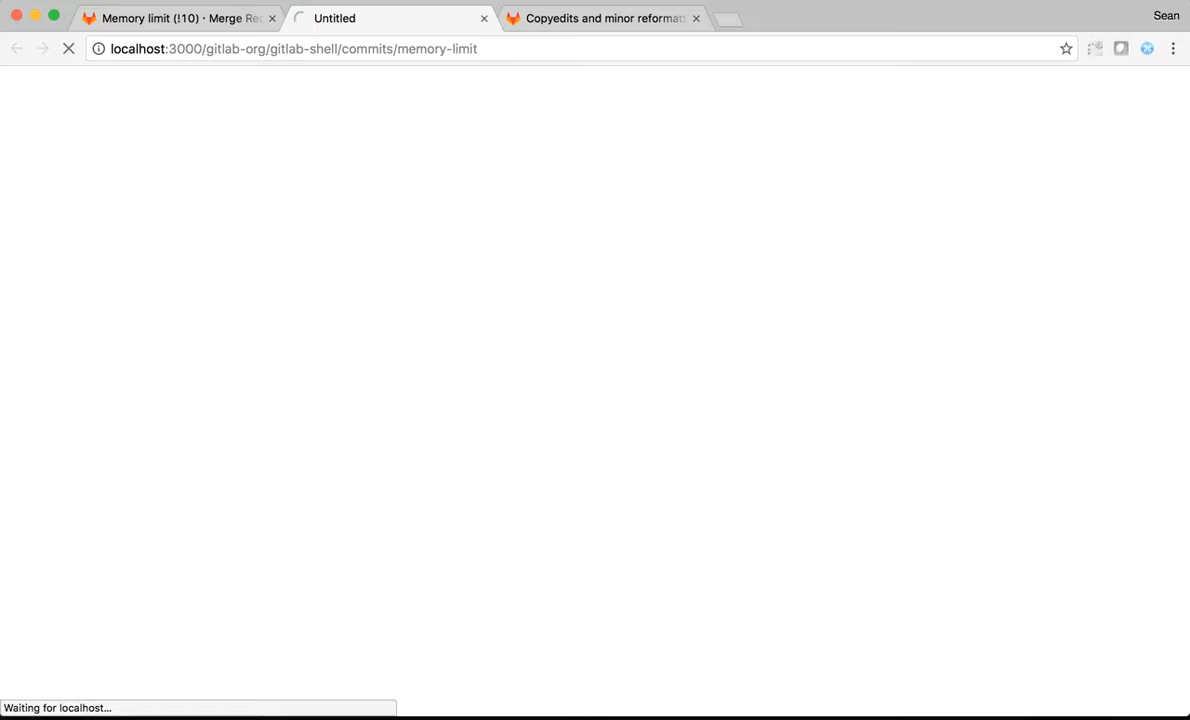 Memory limit (!10) · Merge Rec
Untitled
Copyedits and minor reformatt
Sean
localhost:3000/gitlab-org/gitlab-shell/commits/memory-limit
Waiting for localhost...